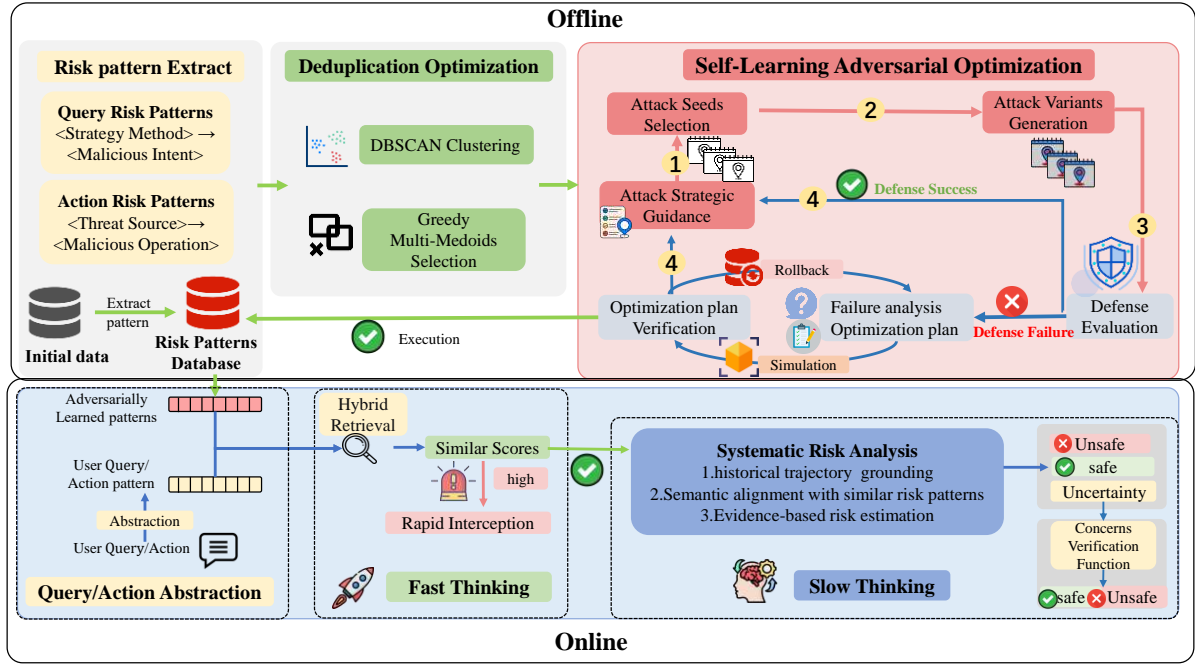 Offline
Risk pattern Extract
Query Risk Patterns
<Strategy Method> →
<Malicious Intent>
Action Risk Patterns
<Threat Source>→
<Malicious Operation>
Initial data
Extract
pattern
Risk Patterns
Database
Deduplication Optimization
DBSCAN Clustering
Greedy
Multi-Medoids
Selection
Self-Learning Adversarial Optimization
Attack Seeds
Selection
2
Attack Variants
Generation
1
Attack Strategic
Guidance
4
Defense Success
3
4
Rollback
Optimization plan
Verification
Failure analysis
Optimization plan
Defense Failure
Defense
Evaluation
Execution
Simulation
Adversarially
Learned patterns
User Query/
Action pattern
Abstraction
User Query/Action
Query/Action Abstraction
Hybrid
Retrieval
Similar Scores
high
Rapid Interception
Fast Thinking
Systematic Risk Analysis
1.historical trajectory grounding
2.Semantic alignment with similar risk patterns
3.Evidence-based risk estimation
Slow Thinking
Unsafe
safe
Uncertainty
Concerns
Verification
Function
safe Unsafe
Online